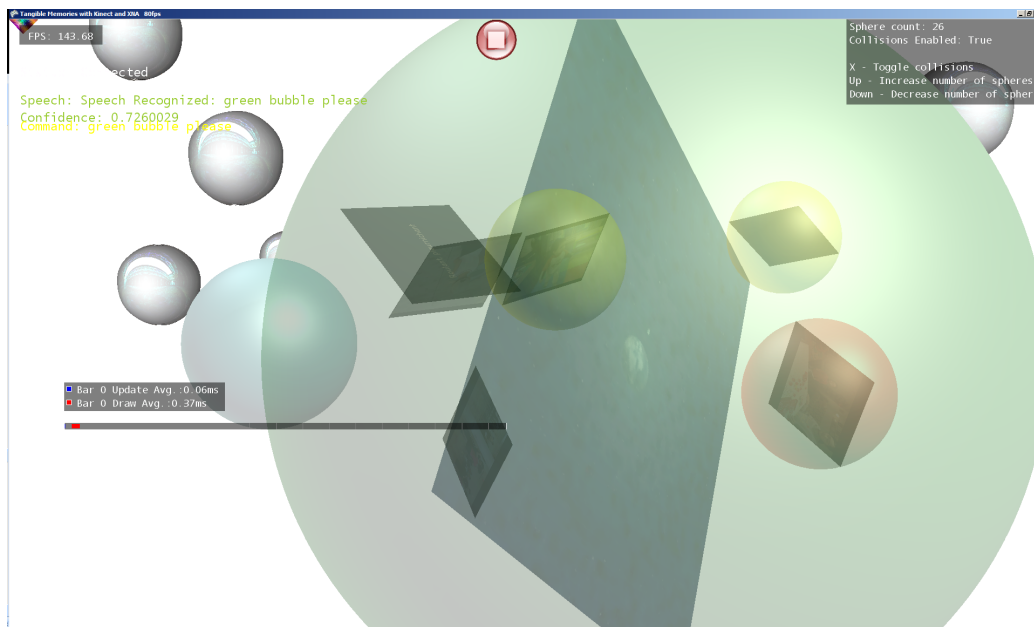 Tangible Memories with Kinect and XNA 80fps
FPS: 143.68
ected
Speech: Speech Recognized: green bubble please
Confidence: 0.7260029
Command: green bubble please
Sphere count: 26
Collisions Enabled: True
X - Toggle collisions
Up - Increase number of spheres
Down - Decrease number of spher
Bar 0 Update Avg.:0.06ms
Bar 0 Draw Avg.:0.37ms